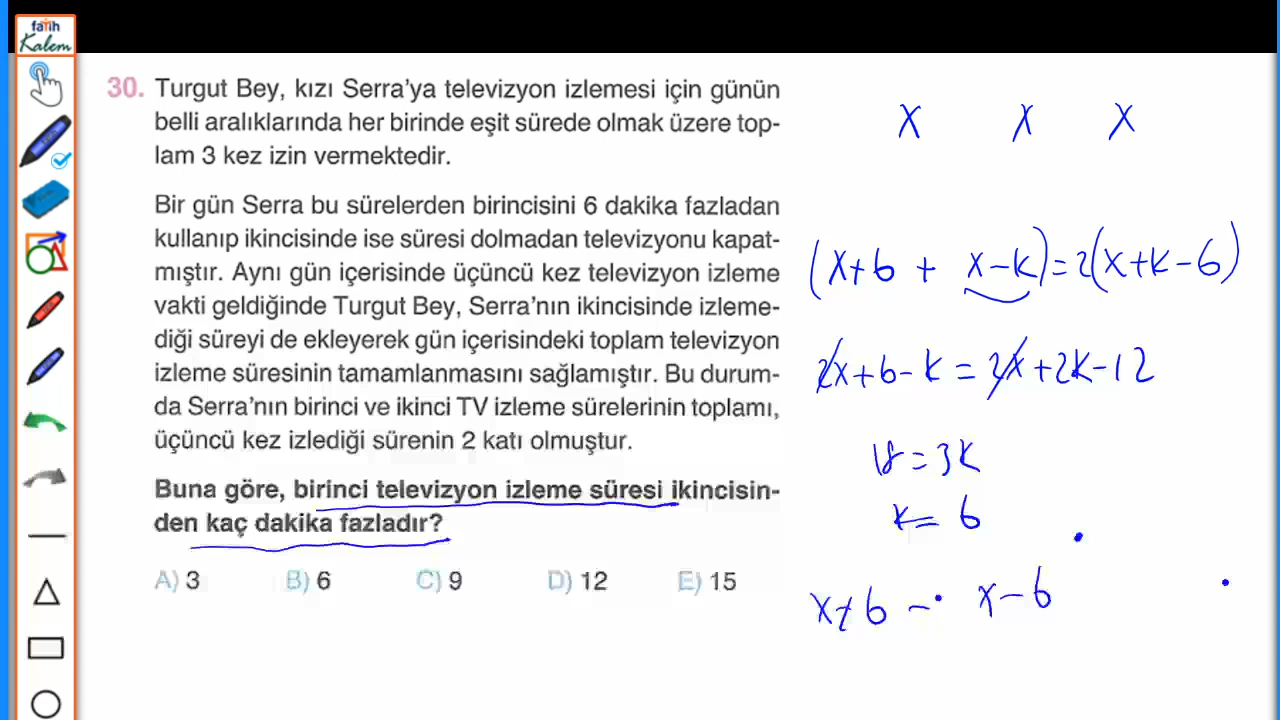 fatih
Kalem
30. Turgut Bey, kızı Serra'ya televizyon izlemesi için günün
belli aralıklarında her birinde eşit sürede olmak üzere top-
lam 3 kez izin vermektedir.
Bir gün Serra bu sürelerden birincisini 6 dakika fazladan
kullanıp ikincisinde ise süresi dolmadan televizyonu kapat-
mıştır. Aynı gün içerisinde üçüncü kez televizyon izleme
vakti geldiğinde Turgut Bey, Serra'nın ikincisinde izleme-
diği süreyi de ekleyerek gün içerisindeki toplam televizyon
izleme süresinin tamamlanmasını sağlamıştır. Bu durum-
da Serra'nın birinci ve ikinci TV izleme sürelerinin toplamı,
üçüncü kez izlediği sürenin 2 katı olmuştur.
Buna göre, birinci televizyon izleme süresi ikincisin-
den kaç dakika fazladır?
A) 3 B) 6 C) 9 D) 12 E) 15
x x x
(x+6 + x-k)=2(x+k-6)
2x+6-k=2x+2k-12
18=3k
k=6
x+6 - x-6